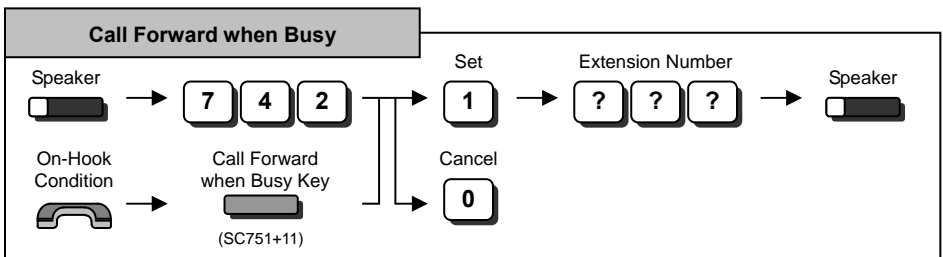 Call Forward when Busy
Speaker
7 4 2
Set
1
Extension Number
? ? ?
Speaker
On-Hook
Condition
Call Forward
when Busy Key
(SC751+11)
Cancel
0